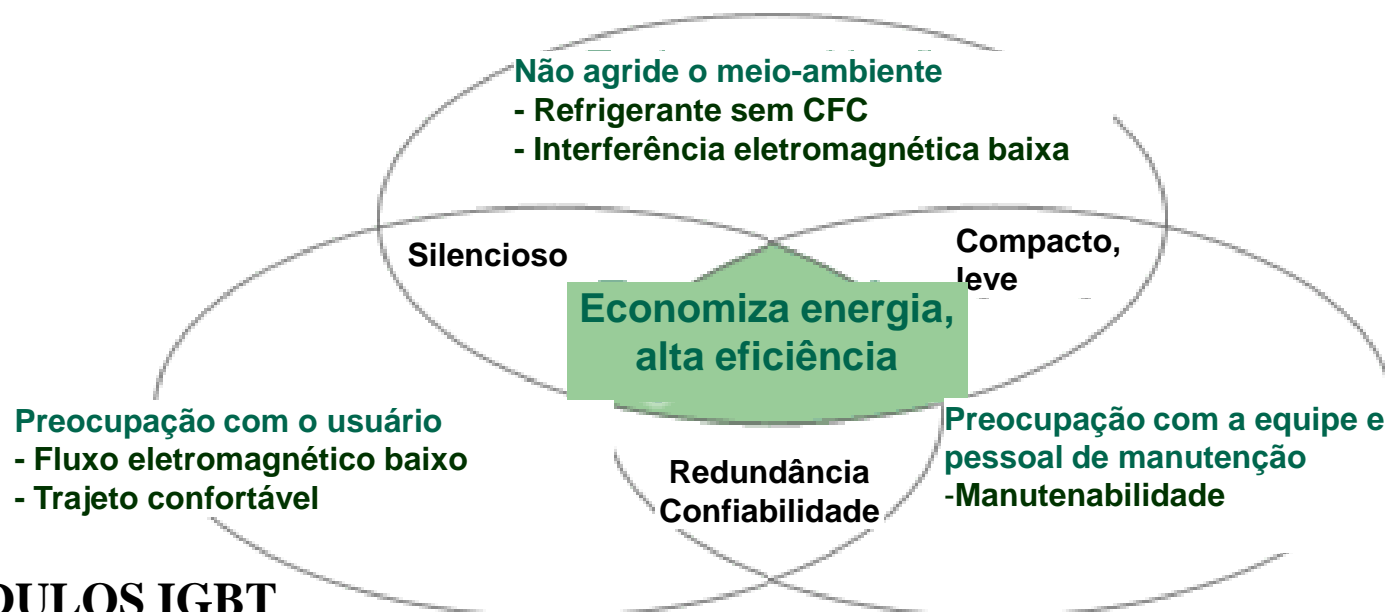 Não agride o meio-ambiente
- Refrigerante sem CFC
- Interferência eletromagnética baixa
Silencioso
Compacto,
leve
Economiza energia,
alta eficiência
Preocupação com o usuário
- Fluxo eletromagnético baixo
- Trajeto confortável
Preocupação com a equipe e
pessoal de manutenção
-Manutenabilidade
Redundância
Confiabilidade
IGBT